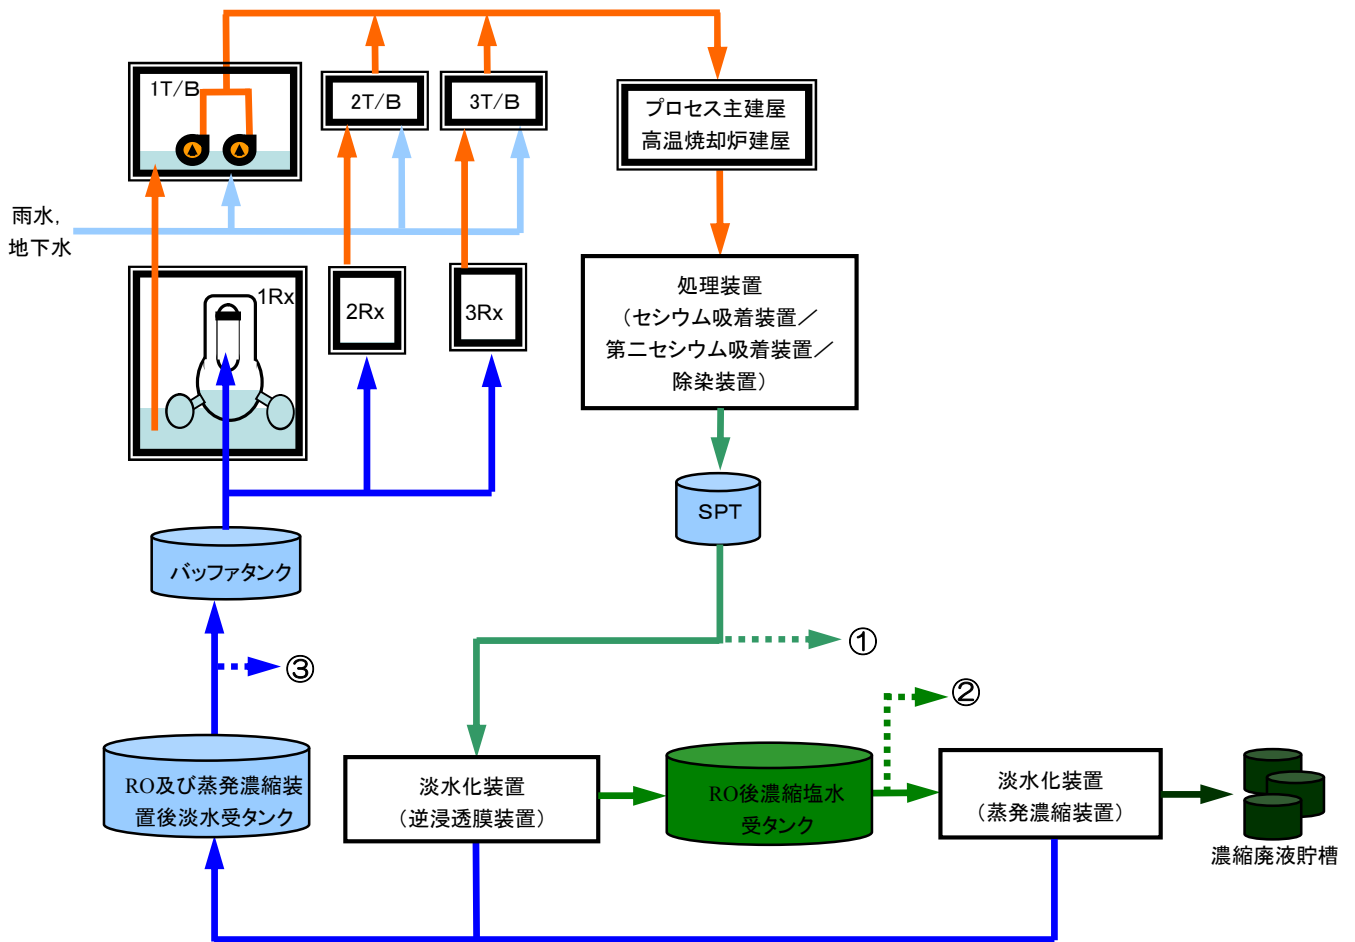 1T/B
2T/B
3T/B
プロセス主建屋
高温焼却炉建屋
雨水,
地下水
1Rx
2Rx
3Rx
処理装置
（セシウム吸着装置／
第二セシウム吸着装置／
除染装置）
SPT
バッファタンク
①
③
②
RO及び蒸発濃縮装
置後淡水受タンク
淡水化装置
（逆浸透膜装置）
RO後濃縮塩水
受タンク
淡水化装置
（蒸発濃縮装置）
濃縮廃液貯槽